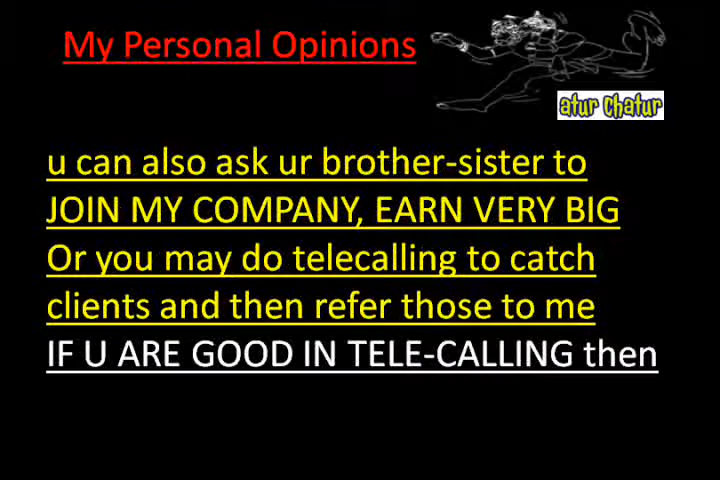 My Personal Opinions
atur chatur
u can also ask ur brother-sister to
JOIN MY COMPANY, EARN VERY BIG
Or you may do telecalling to catch
clients and then refer those to me
IF U ARE GOOD IN TELE-CALLING then